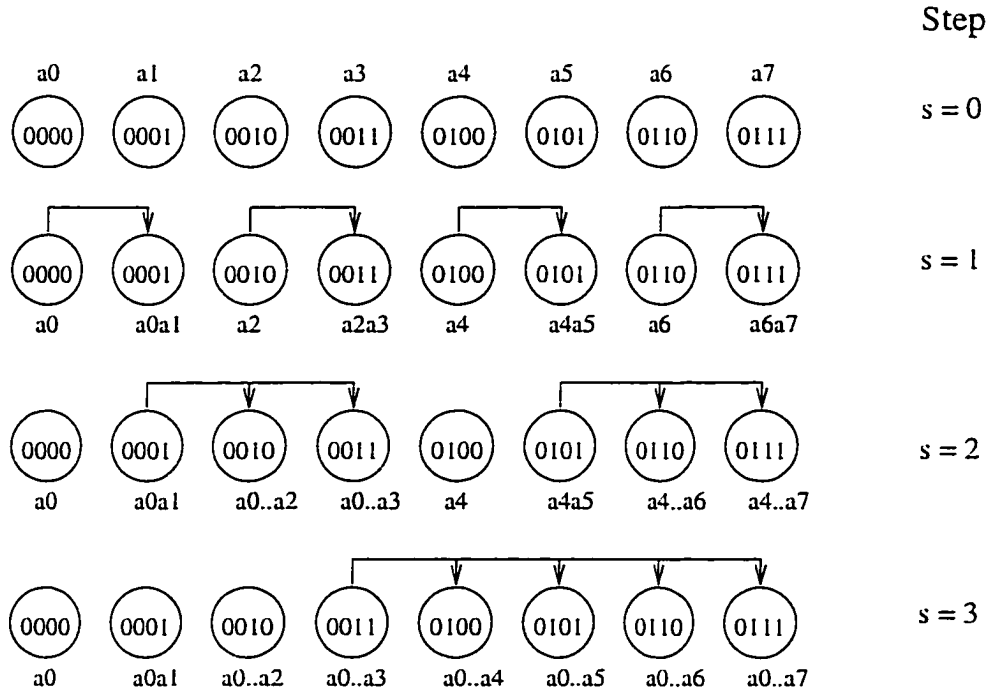 Step
a0 a1 a2 a3 a4 a5 a6 a7
0000 0001 0010 0011 0100 0101 0110 0111 s = 0
0000 0001 0010 0011 0100 0101 0110 0111 s = 1
a0 a0a1 a2 a2a3 a4 a4a5 a6 a6a7
0000 0001 0010 0011 0100 0101 0110 0111 s = 2
a0 a0a1 a0..a2 a0..a3 a4 a4a5 a4..a6 a4..a7
0000 0001 0010 0011 0100 0101 0110 0111 s = 3
a0 a0a1 a0..a2 a0..a3 a0..a4 a0..a5 a0..a6 a0..a7